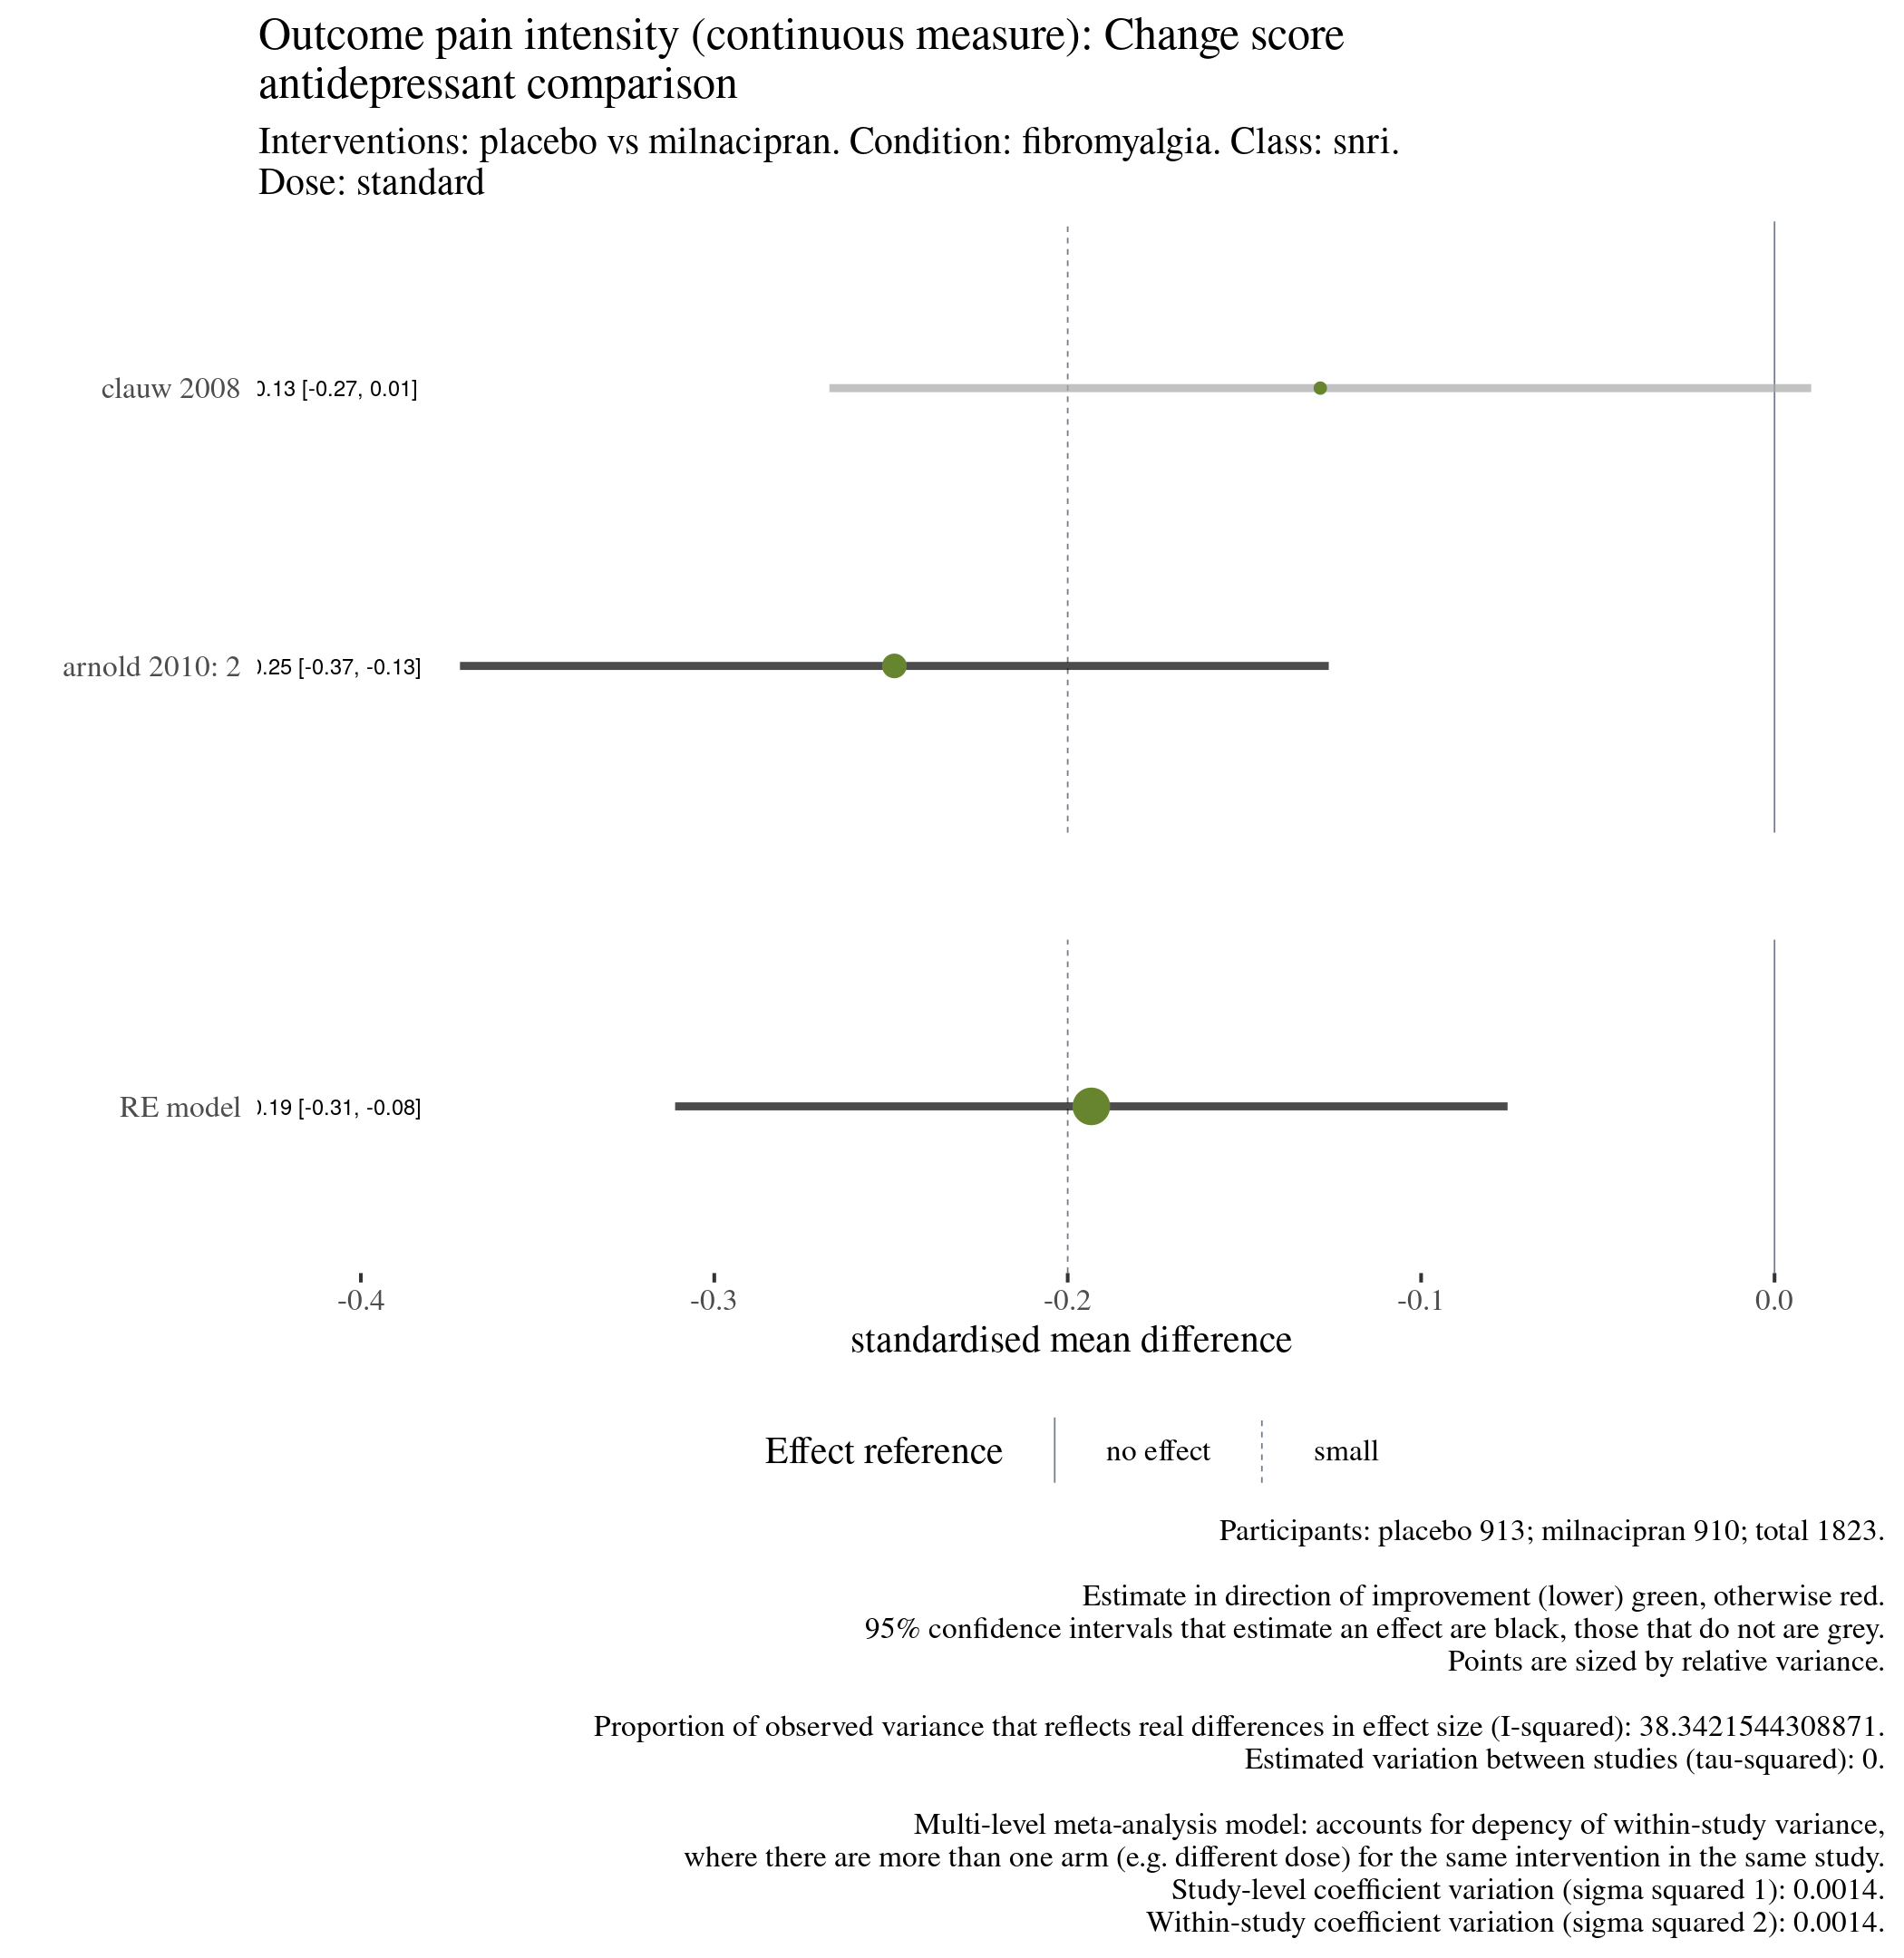 Outcome pain intensity (continuous measure): Change score
antidepressant comparison
Interventions: placebo vs milnacipran. Condition: fibromyalgia. Class: snri.
Dose: standard
clauw 2008 0.13 [-0.27, 0.01]
arnold 2010: 2 0.25 [-0.37, -0.13]
RE model 0.19 [-0.31, -0.08]
-0.4 -0.3 -0.2 -0.1 0.0
standardised mean difference
Effect reference no effect small
Participants: placebo 913; milnacipran 910; total 1823.
Estimate in direction of improvement (lower) green, otherwise red.
95% confidence intervals that estimate an effect are black, those that do not are grey.
Points are sized by relative variance.
Proportion of observed variance that reflects real differences in effect size (I-squared): 38.3421544308871.
Estimated variation between studies (tau-squared): 0.
Multi-level meta-analysis model: accounts for depency of within-study variance,
where there are more than one arm (e.g. different dose) for the same intervention in the same study.
Study-level coefficient variation (sigma squared 1): 0.0014.
Within-study coefficient variation (sigma squared 2): 0.0014.